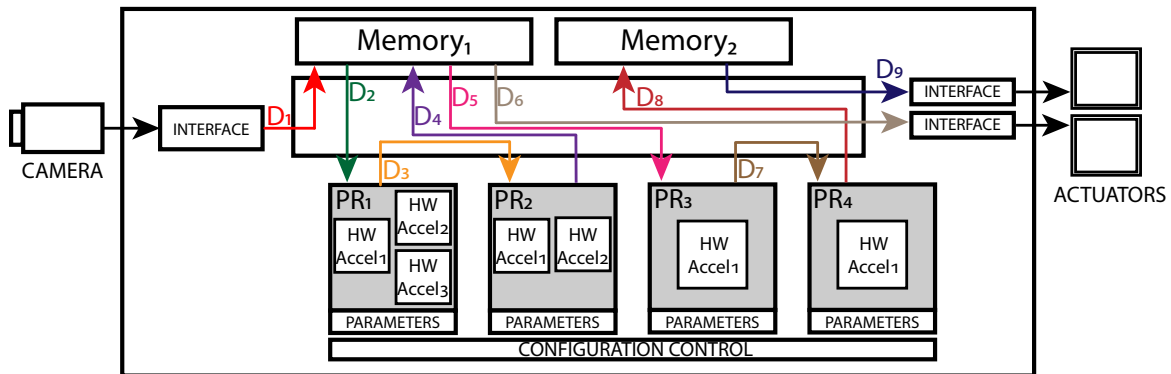 Memory₁
Memory₂
D₁
D₂
D₄
D₅
D₆
D₈
D₉
INTERFACE
INTERFACE
INTERFACE
CAMERA
ACTUATORS
D₃
D₇
PR₁
HW
Accel₂
HW
Accel₁
HW
Accel₃
PR₂
HW
Accel₁
HW
Accel₂
PR₃
HW
Accel₁
PR₄
HW
Accel₁
PARAMETERS
PARAMETERS
PARAMETERS
PARAMETERS
CONFIGURATION CONTROL